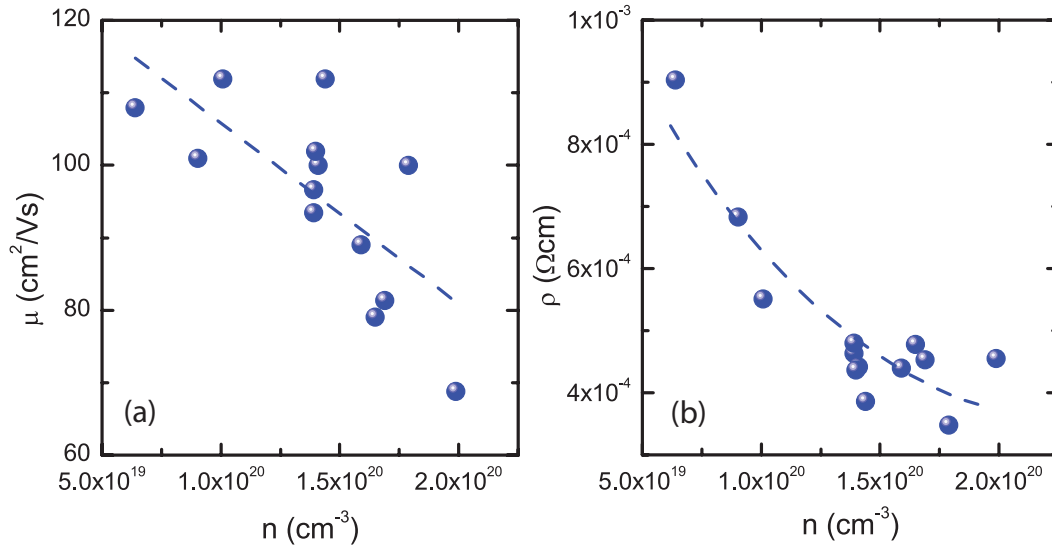 120
100
80
60
μ (cm²/Vs)
(a)
5.0x10¹⁹ 1.0x10²⁰ 1.5x10²⁰ 2.0x10²⁰
n (cm⁻³)
1x10⁻³
8x10⁻⁴
6x10⁻⁴
4x10⁻⁴
ρ (Ωcm)
(b)
5.0x10¹⁹ 1.0x10²⁰ 1.5x10²⁰ 2.0x10²⁰
n (cm⁻³)